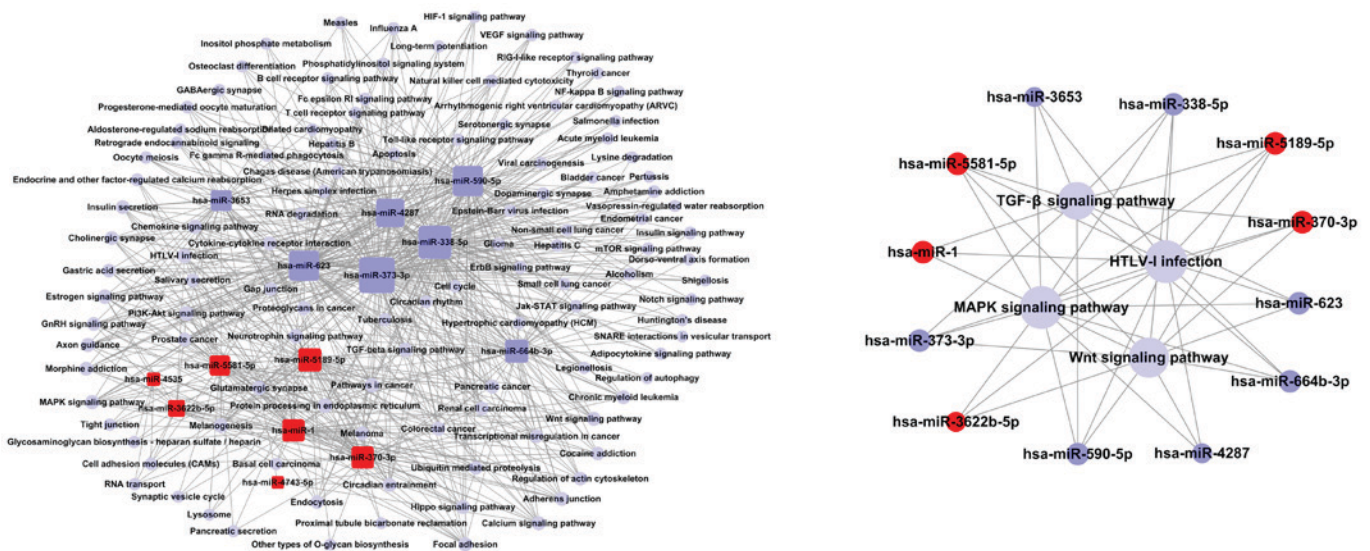 HIF-1 signaling pathway
Measles
Influenza A
VEGF signaling pathway
Inositol phosphate metabolism
Long-term potentiation
RIG-I-like receptor signaling pathway
Osteoclast differentiation
Phosphatidylinositol signaling system
Thyroid cancer
B cell receptor signaling pathway
Natural killer cell mediated cytotoxicity
GABAergic synapse
NF-kappa B signaling pathway
Fc epsilon RI signaling pathway
Arrhythmogenic right ventricular cardiomyopathy (ARVC)
Progesterone-mediated oocyte maturation
T cell receptor signaling pathway
Salmonella infection
Aldosterone-regulated sodium reabsorption
Dilated cardiomyopathy
Serotonergic synapse
Retrograde endocannabinoid signaling
Hepatitis B
Toll-like receptor signaling pathway
Acute myeloid leukemia
Oocyte meiosis
Fc gamma R-mediated phagocytosis
Apoptosis
Viral carcinogenesis
Lysine degradation
Chagas disease (American trypanosomiasis)
Bladder cancer
Pertussis
Endocrine and other factor-regulated calcium reabsorption
hsa-miR-590-5p
Herpes simplex infection
Dopaminergic synapse
Amphetamine addiction
hsa-miR-3653
Vasopressin-regulated water reabsorption
Insulin secretion
RNA degradation
hsa-miR-4287
Epstein-Barr virus infection
Endometrial cancer
Chemokine signaling pathway
Non-small cell lung cancer
Insulin signaling pathway
Cholinergic synapse
Cytokine-cytokine receptor interaction
hsa-miR-338-5p
Glioma
Hepatitis C
mTOR signaling pathway
HTLV-I infection
Dorso-ventral axis formation
Gastric acid secretion
hsa-miR-623
hsa-miR-373-3p
ErbB signaling pathway
Alcoholism
Salivary secretion
Cell cycle
Small cell lung cancer
Shigellosis
Estrogen signaling pathway
Gap junction
Circadian rhythm
Proteoglycans in cancer
Jak-STAT signaling pathway
Notch signaling pathway
PI3K-Akt signaling pathway
Tuberculosis
Huntington's disease
GnRH signaling pathway
Hypertrophic cardiomyopathy (HCM)
Neurotrophin signaling pathway
SNARE interactions in vesicular transport
Prostate cancer
Axon guidance
TGF-beta signaling pathway
hsa-miR-664b-3p
Adipocytokine signaling pathway
hsa-miR-5581-5p
hsa-miR-5189-5p
Legionellosis
Morphine addiction
hsa-miR-4535
Regulation of autophagy
Glutamatergic synapse
Pathways in cancer
Pancreatic cancer
Chronic myeloid leukemia
MAPK signaling pathway
hsa-miR-3622b-5p
Protein processing in endoplasmic reticulum
Renal cell carcinoma
Wnt signaling pathway
Tight junction
Melanogenesis
hsa-miR-1
Melanoma
Colorectal cancer
Transcriptional misregulation in cancer
Glycosaminoglycan biosynthesis - heparan sulfate / heparin
Cocaine addiction
Cell adhesion molecules (CAMs)
Basal cell carcinoma
hsa-miR-370-3p
Ubiquitin mediated proteolysis
RNA transport
hsa-miR-4743-5p
Circadian entrainment
Regulation of actin cytoskeleton
Synaptic vesicle cycle
Endocytosis
Adherens junction
Lysosome
Hippo signaling pathway
Pancreatic secretion
Proximal tubule bicarbonate reclamation
Calcium signaling pathway
Other types of O-glycan biosynthesis
Focal adhesion
hsa-miR-3653
hsa-miR-338-5p
hsa-miR-5581-5p
hsa-miR-5189-5p
TGF-β signaling pathway
hsa-miR-370-3p
hsa-miR-1
HTLV-I infection
MAPK signaling pathway
hsa-miR-623
hsa-miR-373-3p
Wnt signaling pathway
hsa-miR-664b-3p
hsa-miR-3622b-5p
hsa-miR-590-5p
hsa-miR-4287